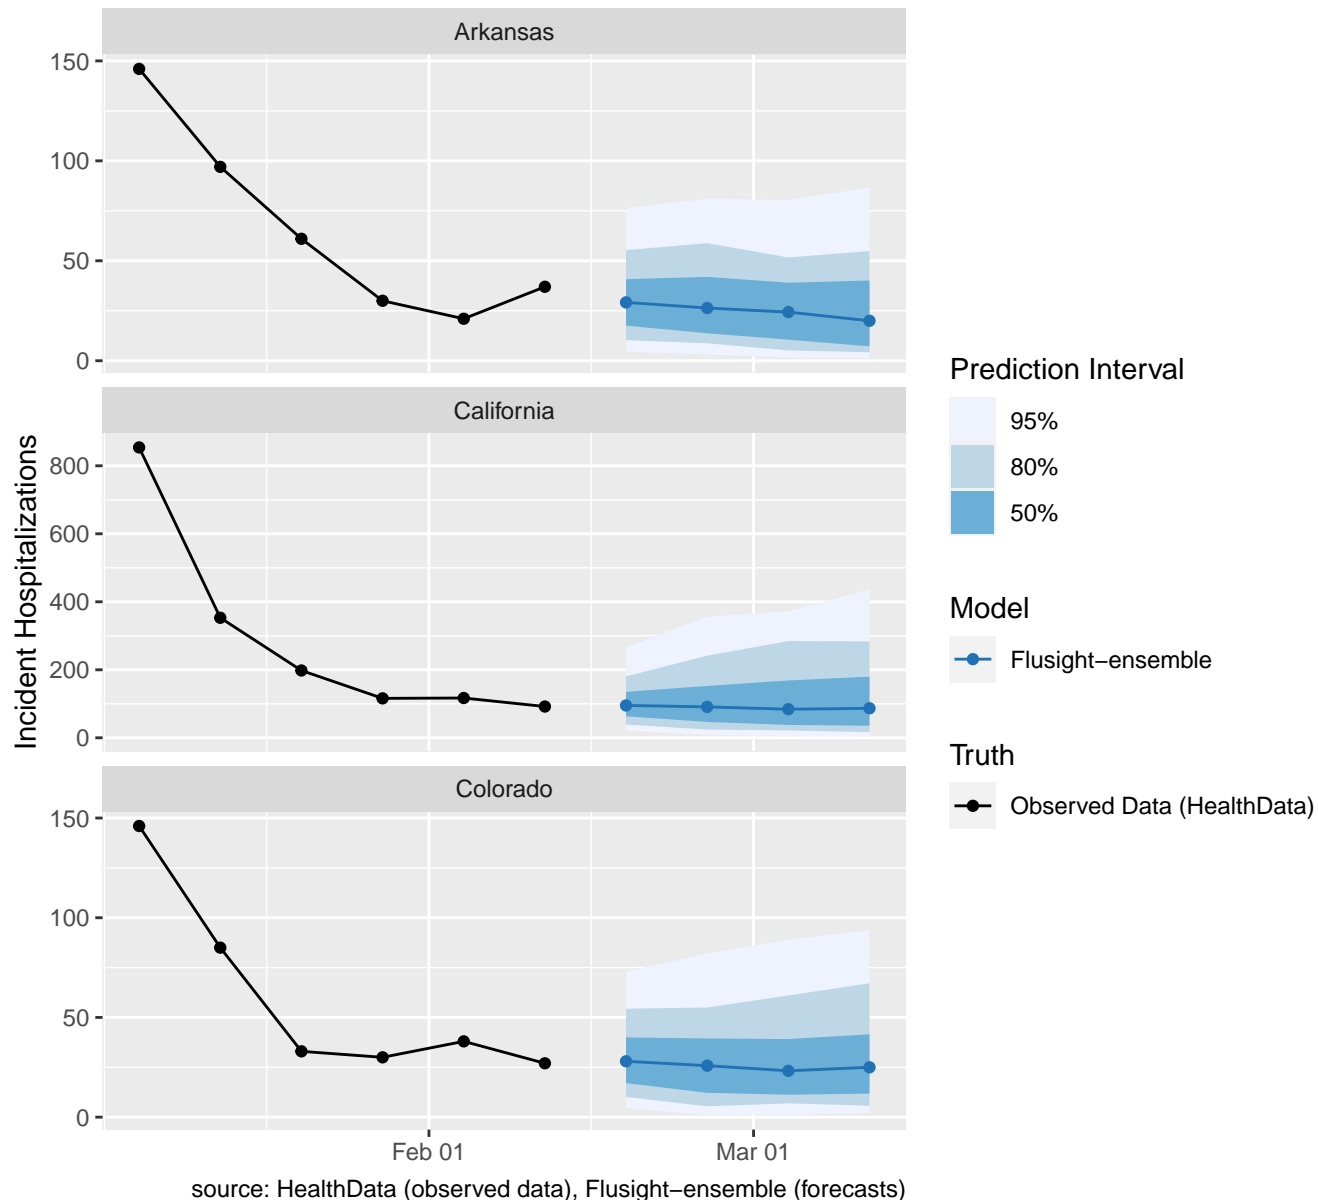 Arkansas
150
100
50
0
California
800
600
400
200
0
Colorado
150
100
50
0
Incident Hospitalizations
Feb 01
Mar 01
source: HealthData (observed data), Flusight−ensemble (forecasts)
Prediction Interval
95%
80%
50%
Model
Flusight−ensemble
Truth
Observed Data (HealthData)